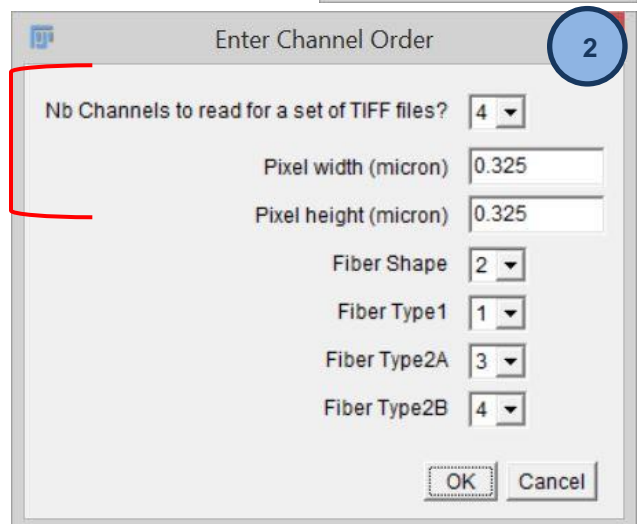 Enter Channel Order
2
Nb Channels to read for a set of TIFF files? 4
Pixel width (micron) 0.325
Pixel height (micron) 0.325
Fiber Shape 2
Fiber Type1 1
Fiber Type2A 3
Fiber Type2B 4
OK Cancel